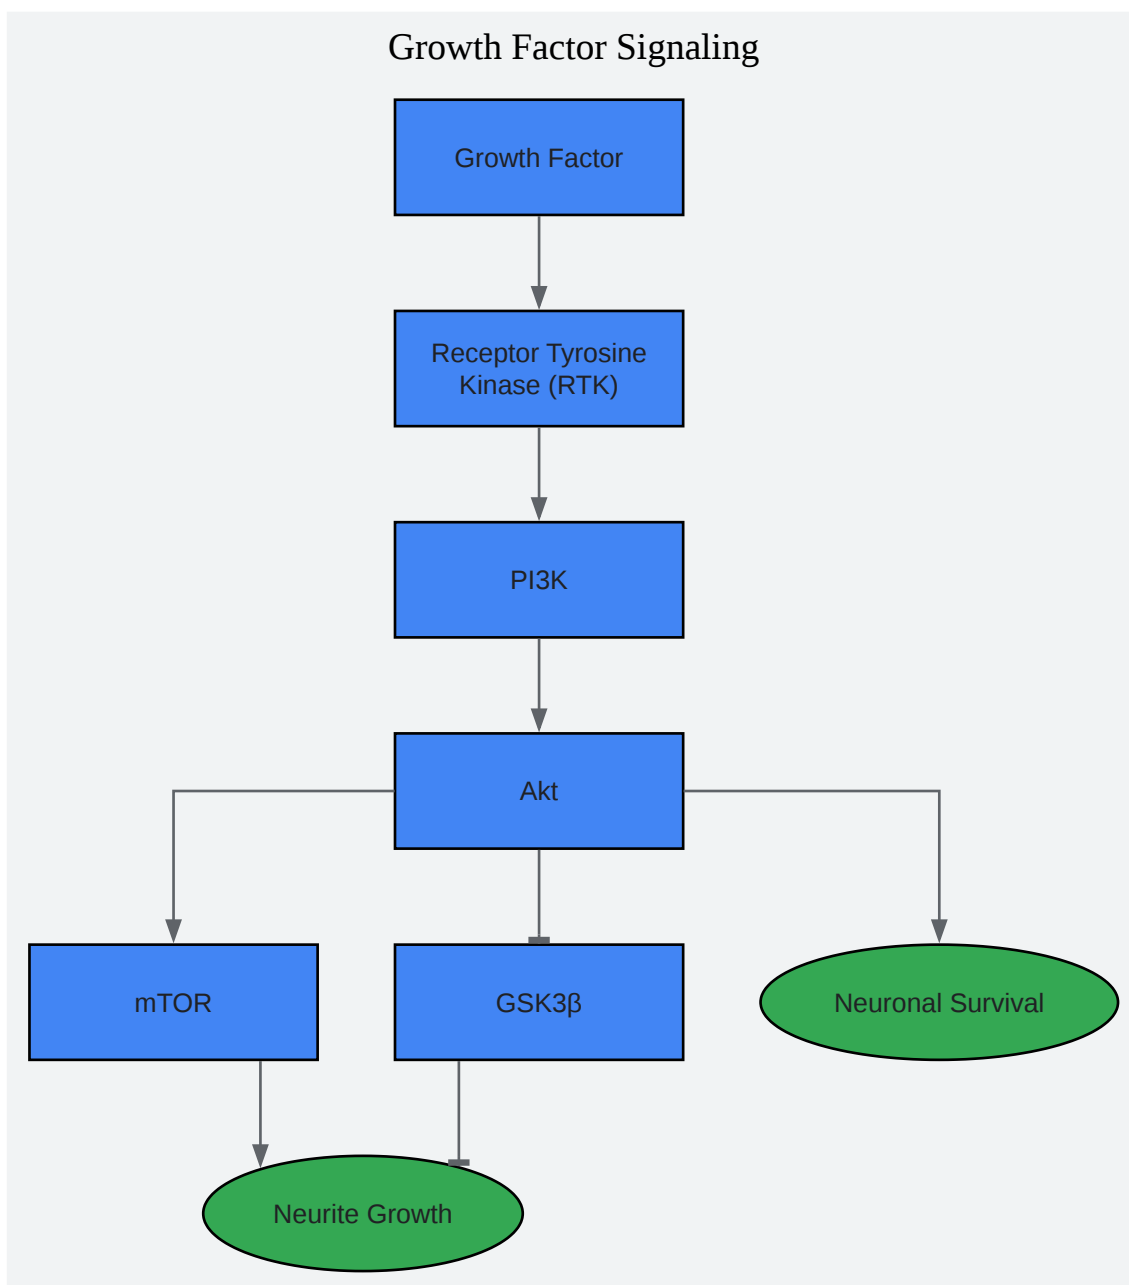 Growth Factor Signaling
Growth Factor
Receptor Tyrosine
Kinase (RTK)
PI3K
Akt
mTOR
GSK3β
Neuronal Survival
Neurite Growth